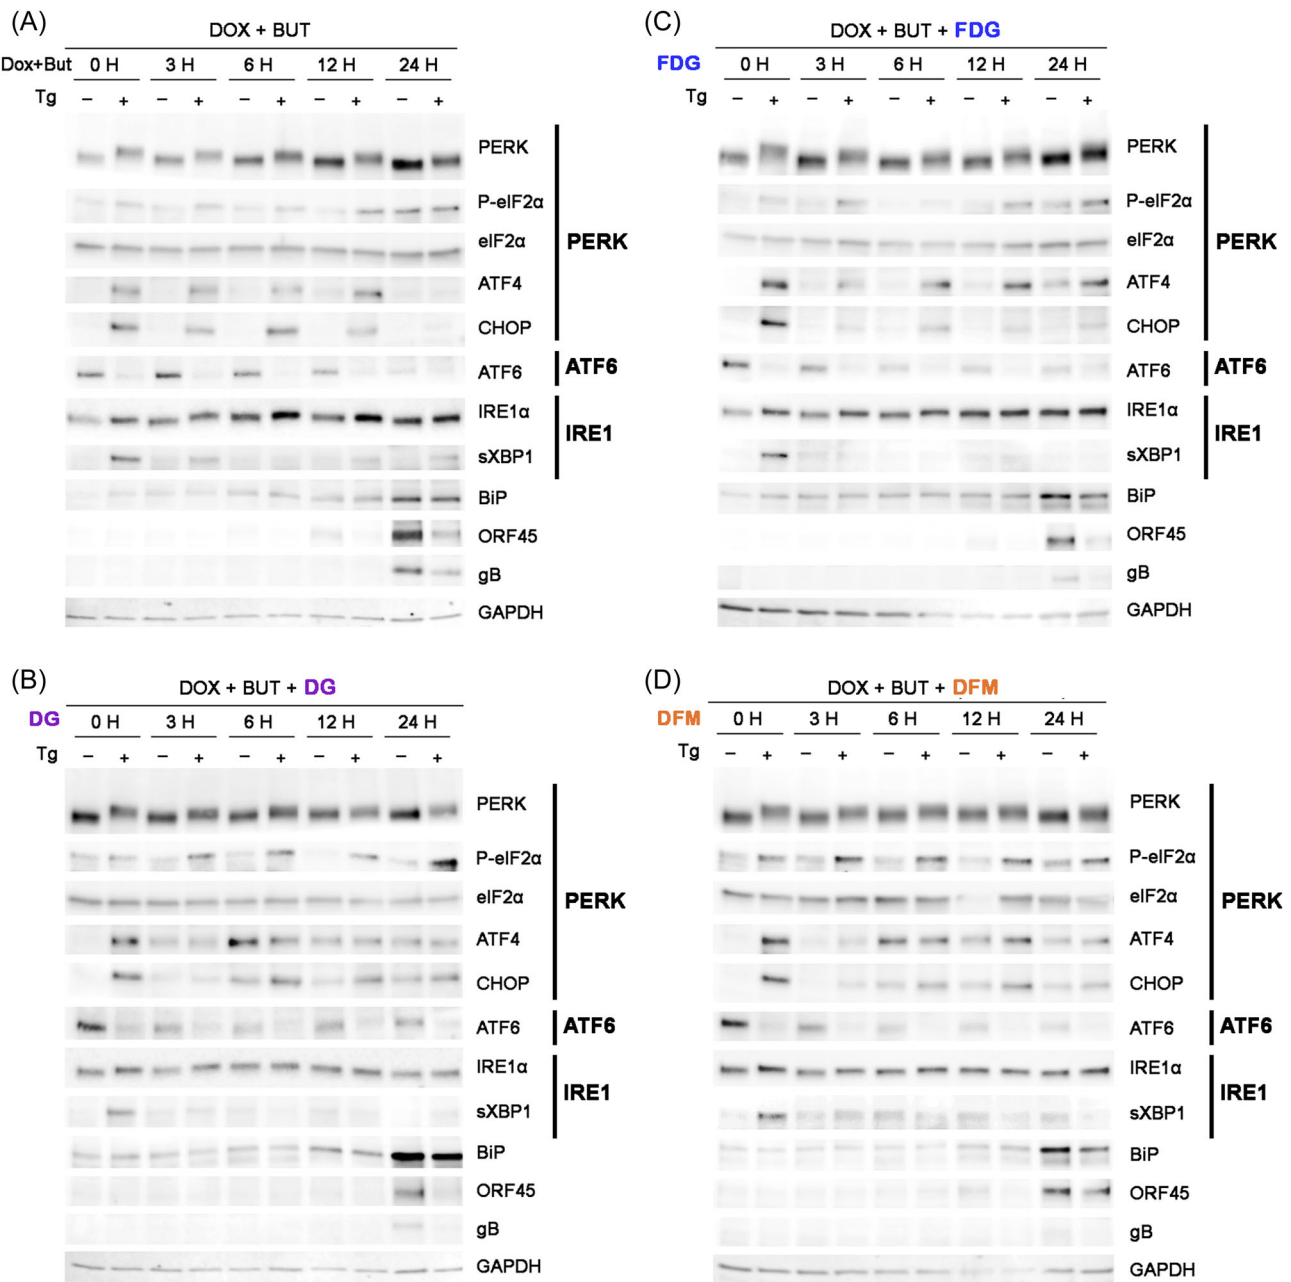 (A)
DOX + BUT
Dox+But 0 H 3 H 6 H 12 H 24 H
Tg – + – + – + – + – +
PERK
P-eIF2α
eIF2α
ATF4
CHOP
PERK
ATF6
ATF6
IRE1α
sXBP1
IRE1
BiP
ORF45
gB
GAPDH
(C)
DOX + BUT + FDG
FDG 0 H 3 H 6 H 12 H 24 H
Tg – + – + – + – + – +
PERK
P-eIF2α
eIF2α
ATF4
CHOP
PERK
ATF6
ATF6
IRE1α
sXBP1
IRE1
BiP
ORF45
gB
GAPDH
(B)
DOX + BUT + DG
DG 0 H 3 H 6 H 12 H 24 H
Tg – + – + – + – + – +
PERK
P-eIF2α
eIF2α
ATF4
CHOP
PERK
ATF6
ATF6
IRE1α
sXBP1
IRE1
BiP
ORF45
gB
GAPDH
(D)
DOX + BUT + DFM
DFM 0 H 3 H 6 H 12 H 24 H
Tg – + – + – + – + – +
PERK
P-eIF2α
eIF2α
ATF4
CHOP
PERK
ATF6
ATF6
IRE1α
sXBP1
IRE1
BiP
ORF45
gB
GAPDH